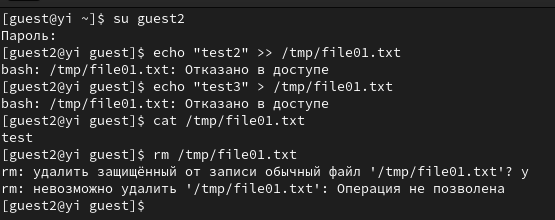 [guest@yi ~]$ su guest2
Пароль:
[guest2@yi guest]$ echo "test2" >> /tmp/file01.txt
bash: /tmp/file01.txt: Отказано в доступе
[guest2@yi guest]$ echo "test3" > /tmp/file01.txt
bash: /tmp/file01.txt: Отказано в доступе
[guest2@yi guest]$ cat /tmp/file01.txt
test
[guest2@yi guest]$ rm /tmp/file01.txt
rm: удалить защищённый от записи обычный файл '/tmp/file01.txt'? y
rm: невозможно удалить '/tmp/file01.txt': Операция не позволена
[guest2@yi guest]$